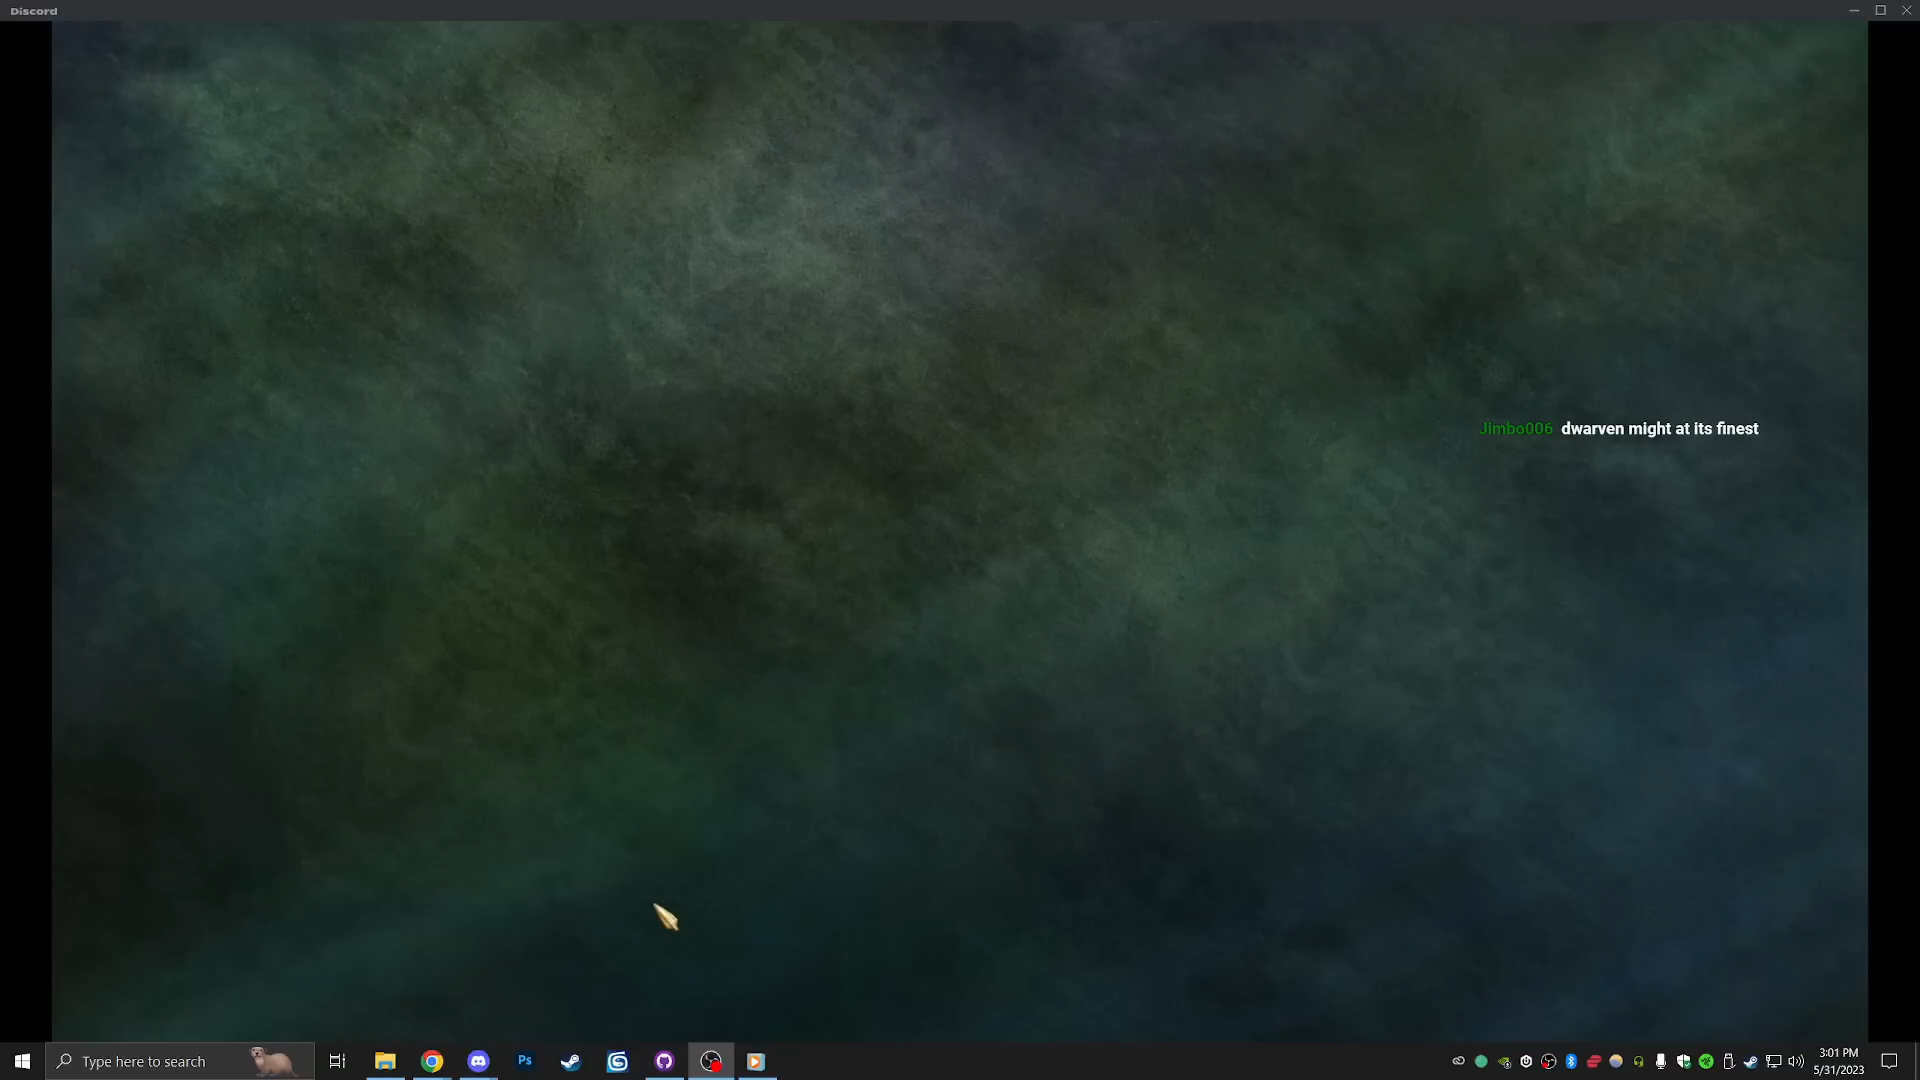 Discord
Jimbo006 dwarven might at its finest
Type here to search
Ps
3:01 PM
5/31/2023